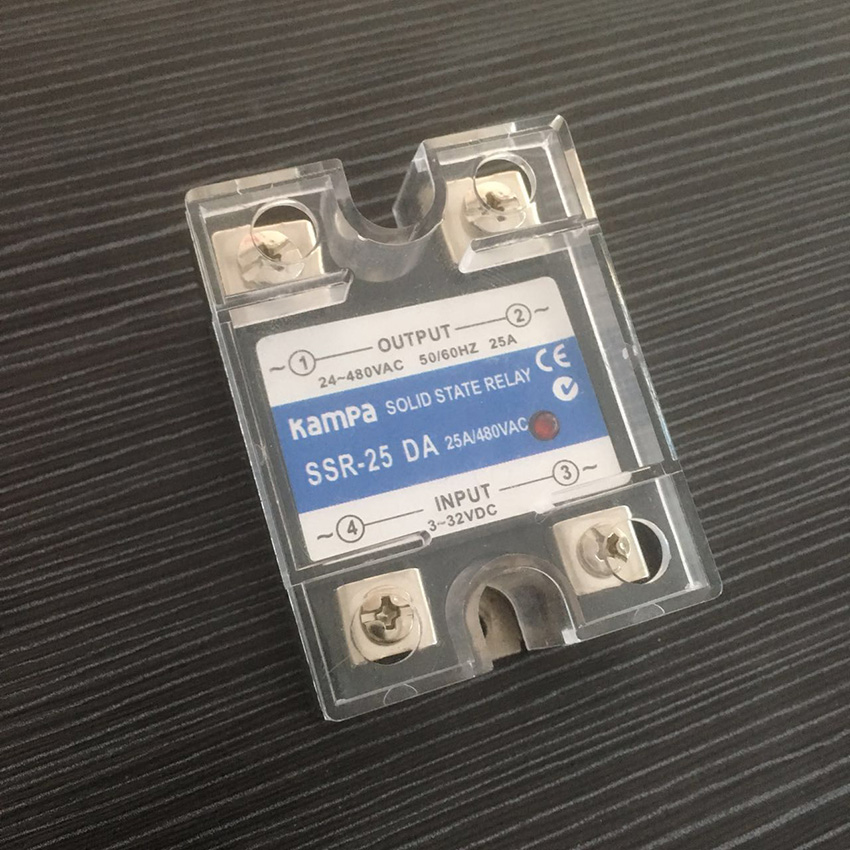 ~ 1 OUTPUT 2 ~
24~480VAC 50/60HZ 25A
CE
Kampa SOLID STATE RELAY
SSR-25 DA 25A/480VAC
~ 4 INPUT 3 ~
3~32VDC